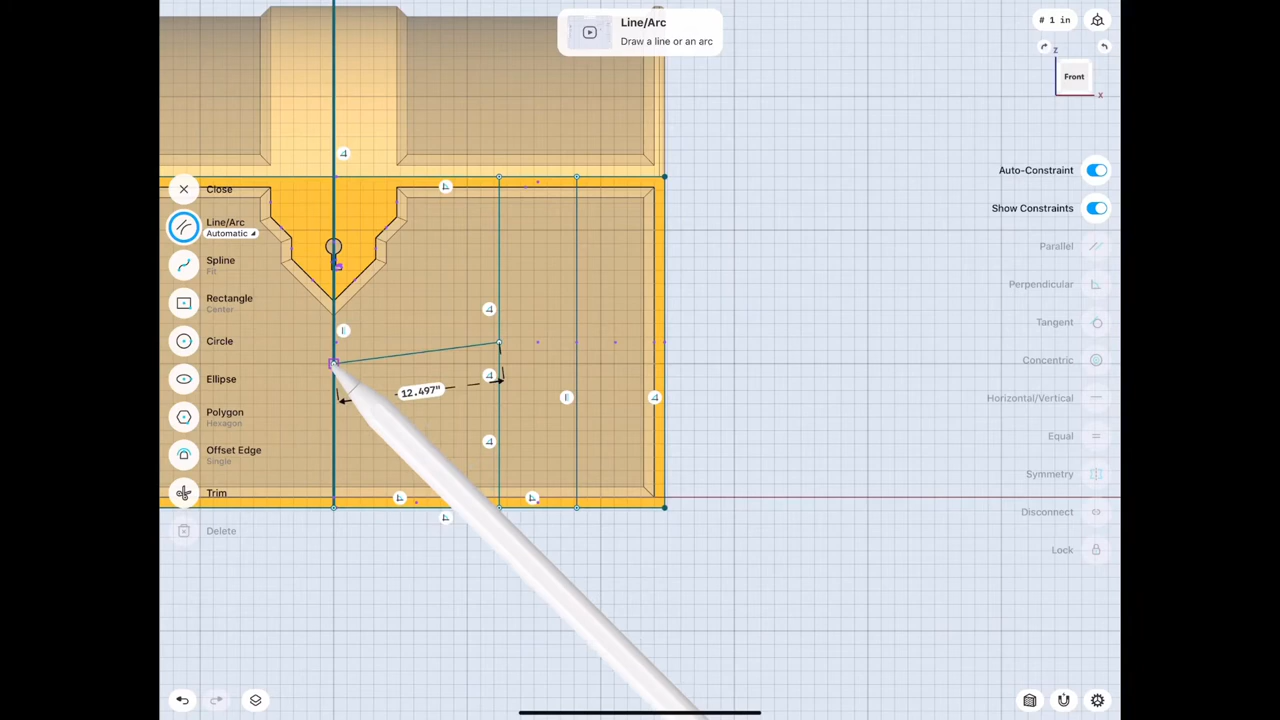 Line/Arc
Draw a line or an arc
# 1 in
Z
Front
X
Close
Line/Arc
Automatic
Spline
Fit
Rectangle
Center
Circle
Ellipse
Polygon
Hexagon
Offset Edge
Single
Trim
Delete
12.497"
Auto-Constraint
Show Constraints
Parallel
Perpendicular
Tangent
Concentric
Horizontal/Vertical
Equal
Symmetry
Disconnect
Lock